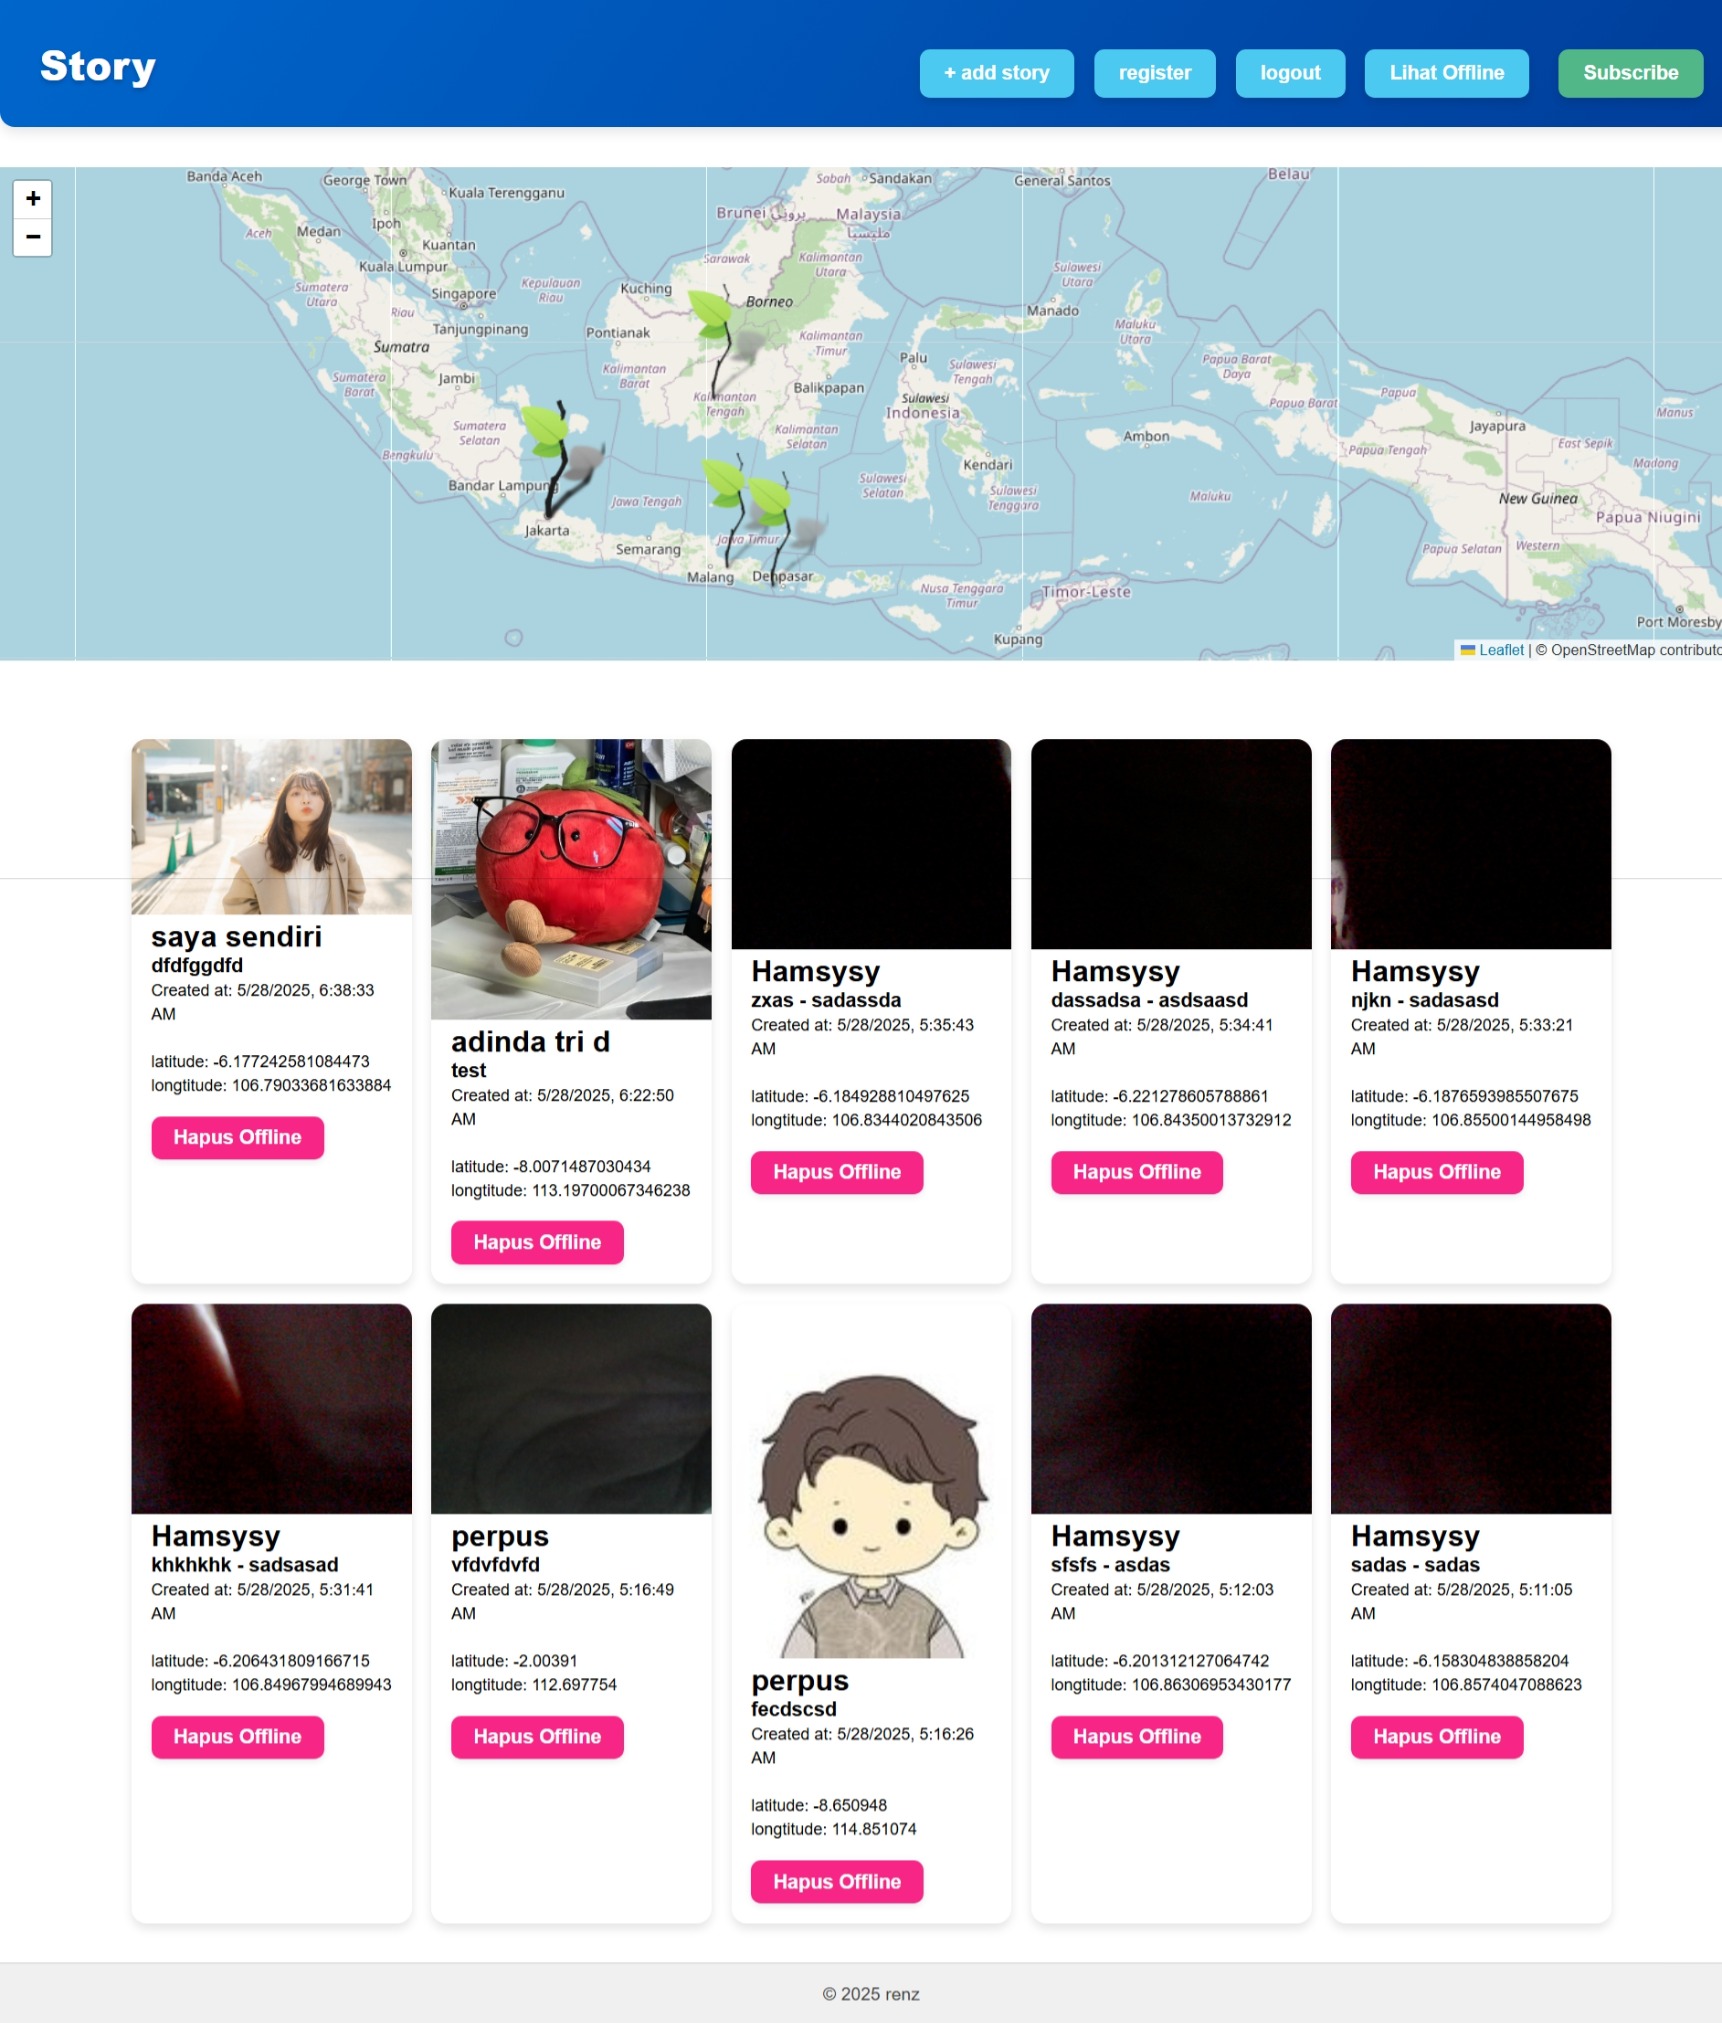 Story
+ add story
register
logout
Lihat Offline
Subscribe
+
−
Banda Aceh
George Town
Kuala Terengganu
Sabah
Sandakan
General Santos
Belau
Aceh
Medan
Ipoh
Brunei بروني
Malaysia
مليسيا
Kuantan
Kuala Lumpur
Sarawak
Kalimantan
Utara
Sulawesi
Utara
Sumatera
Utara
Kepulauan
Riau
Kuching
Singapore
Borneo
Manado
Riau
Tanjungpinang
Pontianak
Maluku
Utara
Sumatra
Kalimantan
Timur
Palu
Sulawesi
Tengah
Papua Barat
Daya
Sumatera
Barat
Jambi
Kalimantan
Barat
Balikpapan
Kalimantan
Tengah
Sulawesi
Indonesia
Papua Barat
Papua
Manus
Sumatera
Selatan
Kalimantan
Selatan
Ambon
Jayapura
Bengkulu
Papua Tengah
East Sepik
Kendari
Madang
Bandar Lampung
Sulawesi
Selatan
Sulawesi
Tenggara
Jawa Tengah
Maluku
New Guinea
Papua Niugini
Jakarta
Jawa Timur
Semarang
Papua Selatan
Western
Malang
Denpasar
Nusa Tenggara
Timur
Timor-Leste
Port Moresby
Kupang
Leaflet | © OpenStreetMap contributo
saya sendiri
dfdfggdfd
Created at: 5/28/2025, 6:38:33
AM
latitude: -6.177242581084473
longtitude: 106.79033681633884
Hapus Offline
adinda tri d
test
Created at: 5/28/2025, 6:22:50
AM
latitude: -8.0071487030434
longtitude: 113.19700067346238
Hapus Offline
Hamsysy
zxas - sadassda
Created at: 5/28/2025, 5:35:43
AM
latitude: -6.184928810497625
longtitude: 106.8344020843506
Hapus Offline
Hamsysy
dassadsa - asdsaasd
Created at: 5/28/2025, 5:34:41
AM
latitude: -6.221278605788861
longtitude: 106.84350013732912
Hapus Offline
Hamsysy
njkn - sadasasd
Created at: 5/28/2025, 5:33:21
AM
latitude: -6.1876593985507675
longtitude: 106.85500144958498
Hapus Offline
Hamsysy
khkhkhk - sadsasad
Created at: 5/28/2025, 5:31:41
AM
latitude: -6.206431809166715
longtitude: 106.84967994689943
Hapus Offline
perpus
vfdvfdvfd
Created at: 5/28/2025, 5:16:49
AM
latitude: -2.00391
longtitude: 112.697754
Hapus Offline
perpus
fecdscsd
Created at: 5/28/2025, 5:16:26
AM
latitude: -8.650948
longtitude: 114.851074
Hapus Offline
Hamsysy
sfsfs - asdas
Created at: 5/28/2025, 5:12:03
AM
latitude: -6.201312127064742
longtitude: 106.86306953430177
Hapus Offline
Hamsysy
sadas - sadas
Created at: 5/28/2025, 5:11:05
AM
latitude: -6.158304838858204
longtitude: 106.8574047088623
Hapus Offline
© 2025 renz